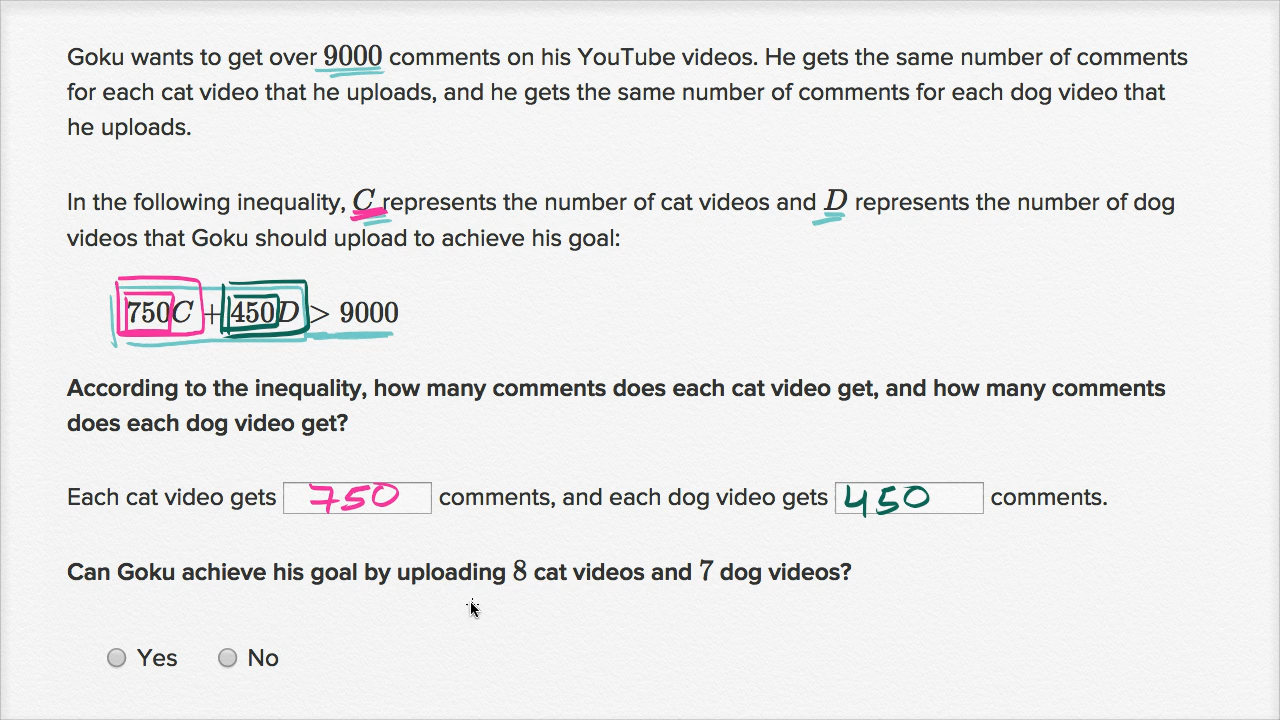 Goku wants to get over 9000 comments on his YouTube videos. He gets the same number of comments
for each cat video that he uploads, and he gets the same number of comments for each dog video that
he uploads.
In the following inequality, C represents the number of cat videos and D represents the number of dog
videos that Goku should upload to achieve his goal:
750C + 450D > 9000
According to the inequality, how many comments does each cat video get, and how many comments
does each dog video get?
Each cat video gets 750 comments, and each dog video gets 450 comments.
Can Goku achieve his goal by uploading 8 cat videos and 7 dog videos?
Yes No